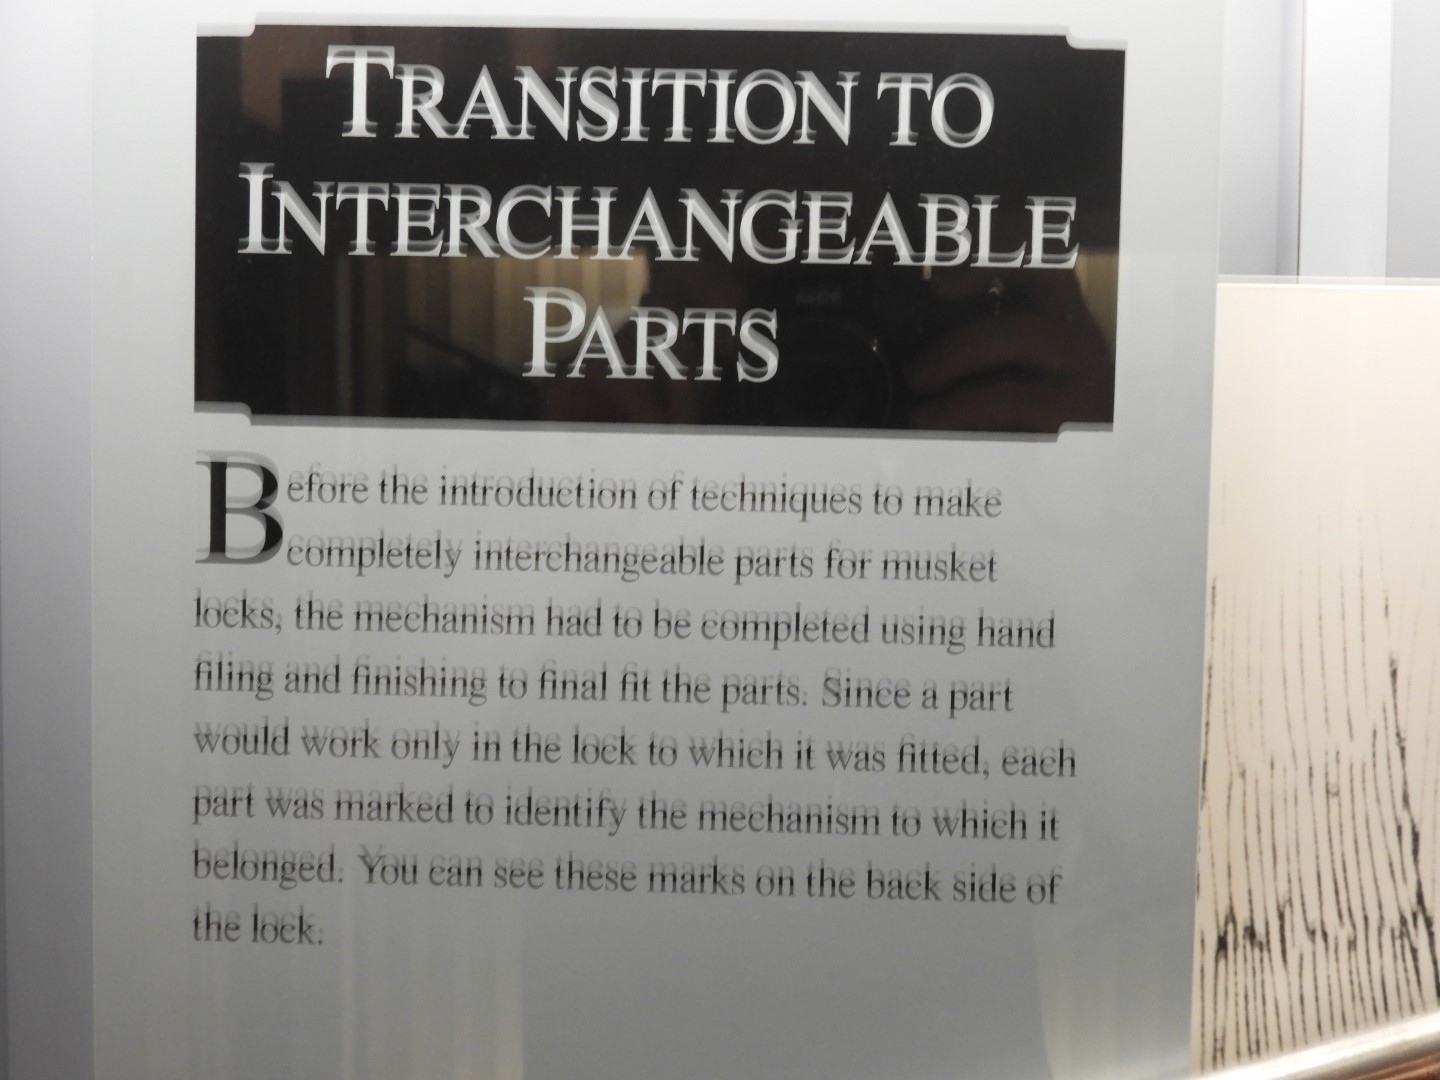 TRANSITION TO
INTERCHANGEABLE
PARTS
Before the introduction of techniques to make
completely interchangeable parts for musket
locks, the mechanism had to be completed using hand
filing and finishing to final fit the parts. Since a part
would work only in the lock to which it was fitted, each
part was marked to identify the mechanism to which it
belonged. You can see these marks on the back side of
the lock.